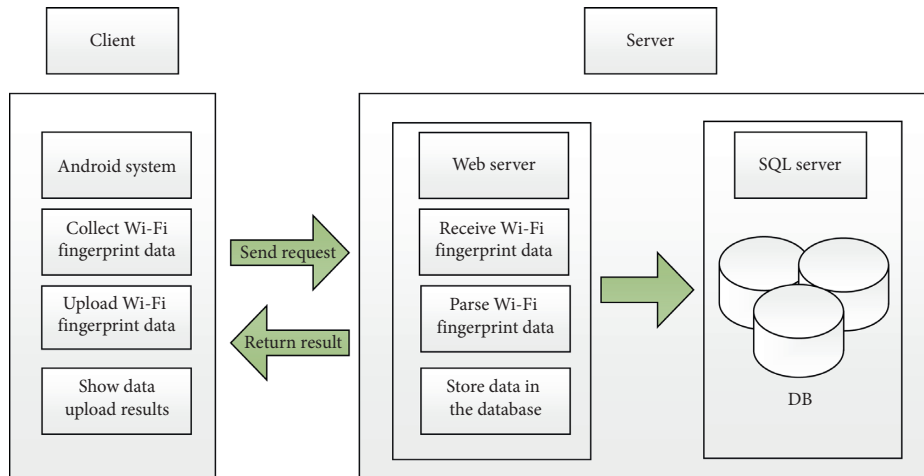 Client
Server
Android system
Collect Wi-Fi
fingerprint data
Upload Wi-Fi
fingerprint data
Show data
upload results
Send request
Return result
Web server
Receive Wi-Fi
fingerprint data
Parse Wi-Fi
fingerprint data
Store data in
the database
SQL server
DB